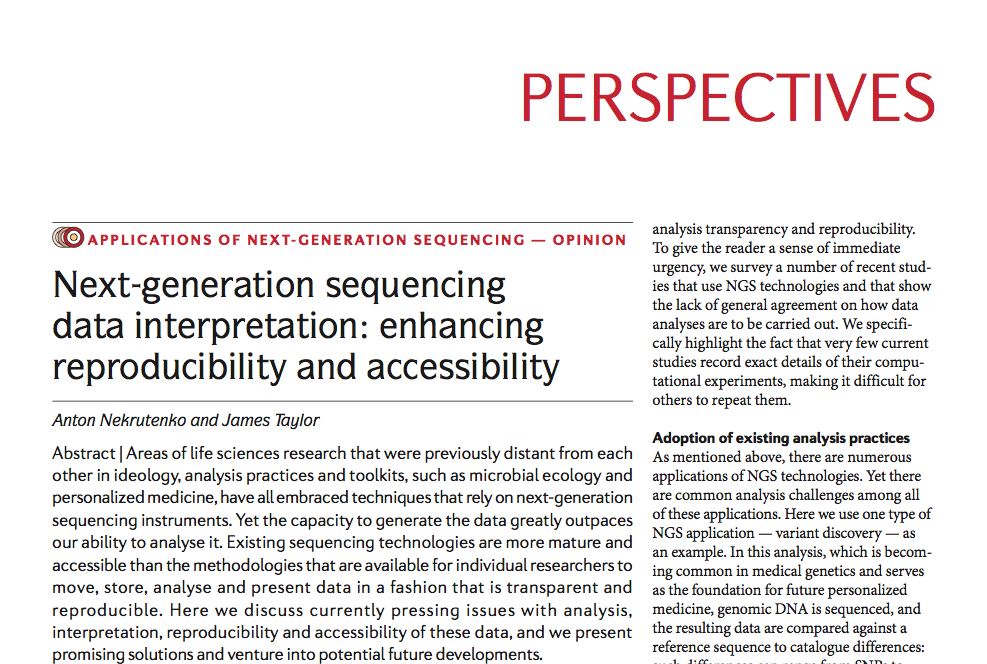 PERSPECTIVES
APPLICATIONS OF NEXT-GENERATION SEQUENCING — OPINION
Next-generation sequencing
data interpretation: enhancing
reproducibility and accessibility
Anton Nekrutenko and James Taylor
Abstract | Areas of life sciences research that were previously distant from each
other in ideology, analysis practices and toolkits, such as microbial ecology and
personalized medicine, have all embraced techniques that rely on next-generation
sequencing instruments. Yet the capacity to generate the data greatly outpaces
our ability to analyse it. Existing sequencing technologies are more mature and
accessible than the methodologies that are available for individual researchers to
move, store, analyse and present data in a fashion that is transparent and
reproducible. Here we discuss currently pressing issues with analysis,
interpretation, reproducibility and accessibility of these data, and we present
promising solutions and venture into potential future developments.
analysis transparency and reproducibility.
To give the reader a sense of immediate
urgency, we survey a number of recent stud-
ies that use NGS technologies and that show
the lack of general agreement on how data
analyses are to be carried out. We specifi-
cally highlight the fact that very few current
studies record exact details of their compu-
tational experiments, making it difficult for
others to repeat them.
Adoption of existing analysis practices
As mentioned above, there are numerous
applications of NGS technologies. Yet there
are common analysis challenges among all
of these applications. Here we use one type of
NGS application — variant discovery — as
an example. In this analysis, which is becom-
ing common in medical genetics and serves
as the foundation for future personalized
medicine, genomic DNA is sequenced, and
the resulting data are compared against a
reference sequence to catalogue differences:
such differences can range from SNPs to